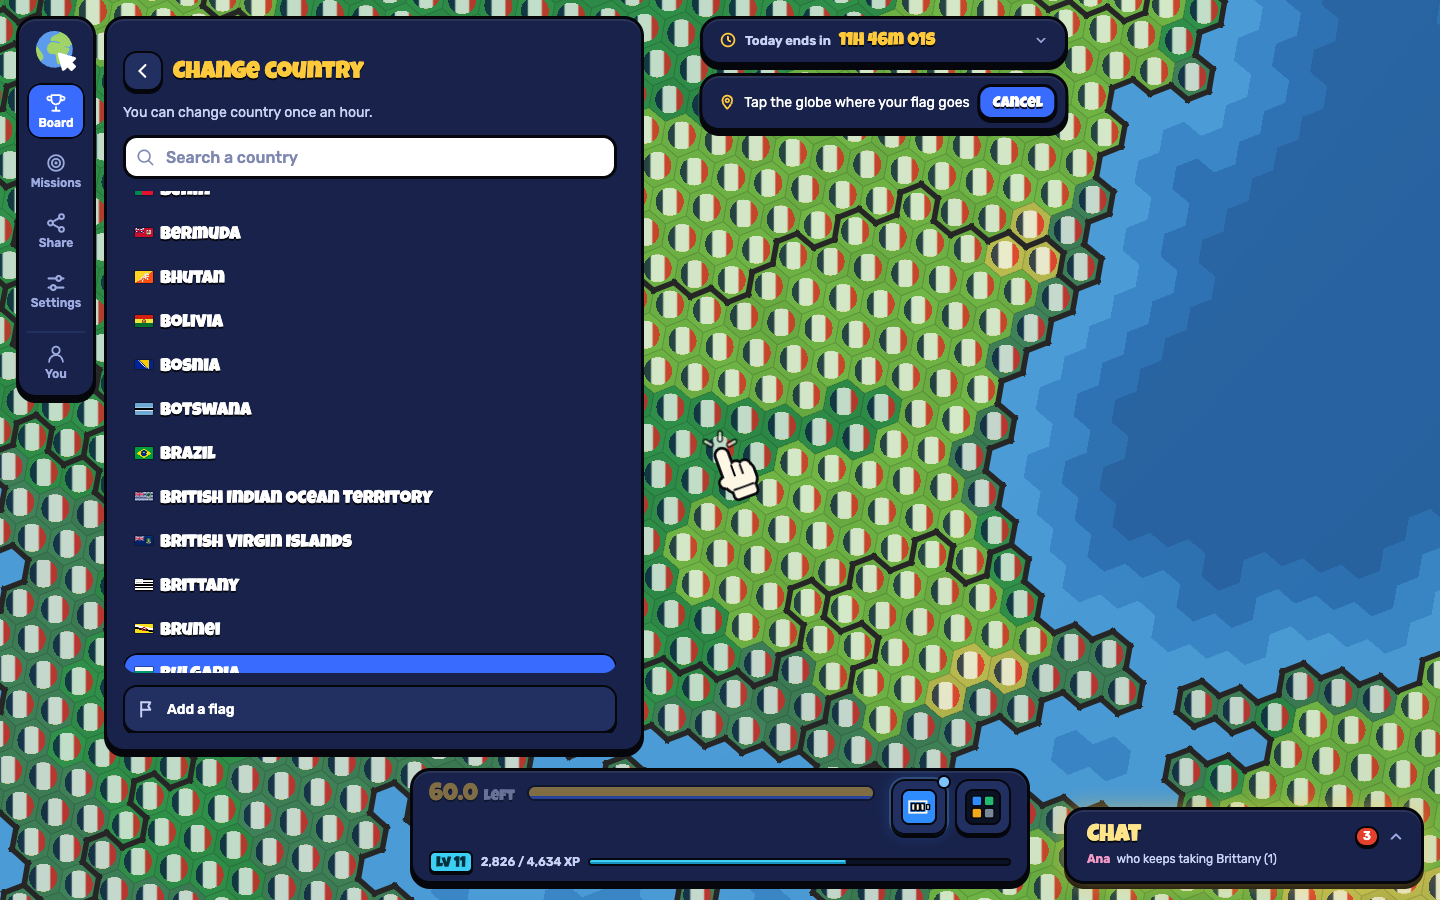 Board
Missions
Share
Settings
You
CHANGE COUNTRY
You can change country once an hour.
Search a country
BENIN
BERMUDA
BHUTAN
BOLIVIA
BOSNIA
BOTSWANA
BRAZIL
BRITISH INDIAN OCEAN TERRITORY
BRITISH VIRGIN ISLANDS
BRITTANY
BRUNEI
BULGARIA
Add a flag
Today ends in 11H 46M 01S
Tap the globe where your flag goes CANCEL
60.0 LEFT
LV 11 2,826 / 4,634 XP
CHAT 3
Ana who keeps taking Brittany (1)